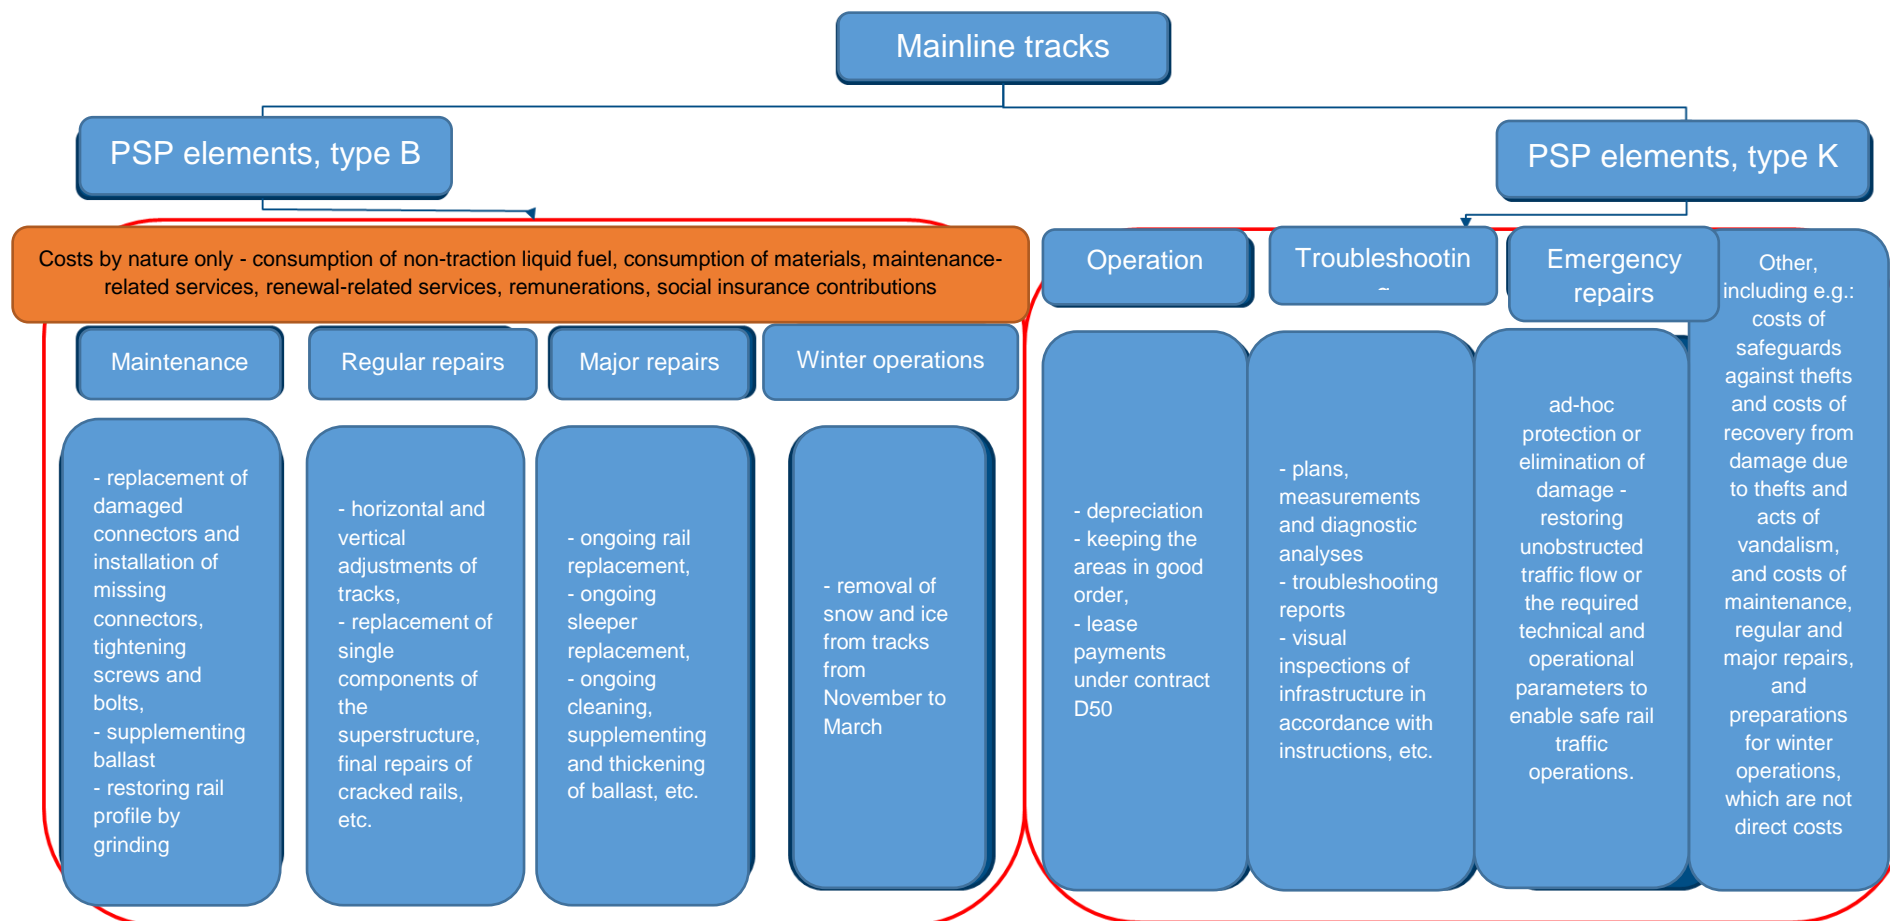 Mainline tracks
PSP elements, type B
PSP elements, type K
Costs by nature only - consumption of non-traction liquid fuel, consumption of materials, maintenance-
related services, renewal-related services, remunerations, social insurance contributions
Maintenance
- replacement of
damaged
connectors and
installation of
missing
connectors,
tightening
screws and
bolts,
- supplementing
ballast
- restoring rail
profile by
grinding
Regular repairs
- horizontal and
vertical
adjustments of
tracks,
- replacement of
single
components of
the
superstructure,
final repairs of
cracked rails,
etc.
Major repairs
- ongoing rail
replacement,
- ongoing
sleeper
replacement,
- ongoing
cleaning,
supplementing
and thickening
of ballast, etc.
Winter operations
- removal of
snow and ice
from tracks
from
November to
March
Operation
- depreciation
- keeping the
areas in good
order,
- lease
payments
under contract
D50
Troubleshootin
- plans,
measurements
and diagnostic
analyses
- troubleshooting
reports
- visual
inspections of
infrastructure in
accordance with
instructions, etc.
Emergency
repairs
ad-hoc
protection or
elimination of
damage -
restoring
unobstructed
traffic flow or
the required
technical and
operational
parameters to
enable safe rail
traffic
operations.
Other,
including e.g.:
costs of
safeguards
against thefts
and costs of
recovery from
damage due
to thefts and
acts of
vandalism,
and costs of
maintenance,
regular and
major repairs,
and
preparations
for winter
operations,
which are not
direct costs